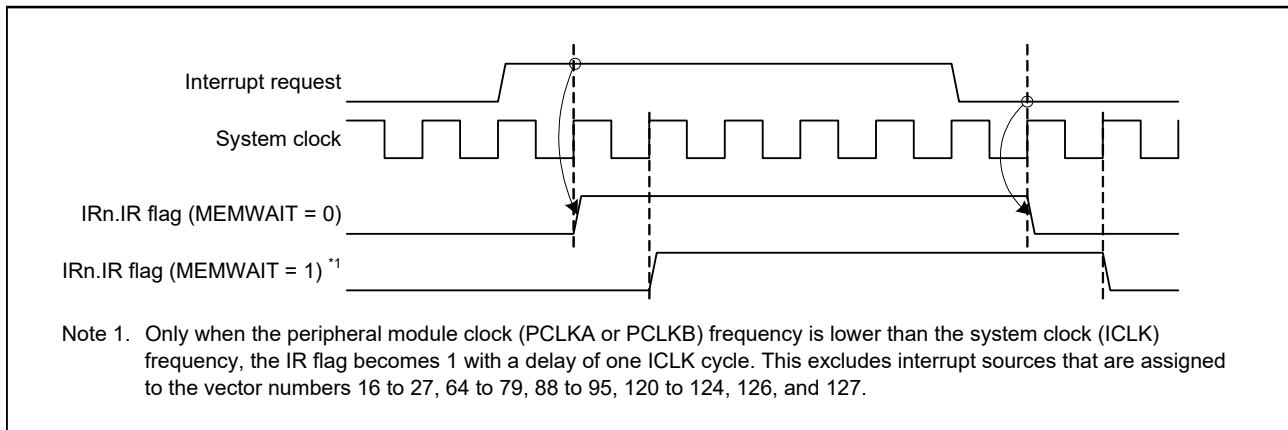 Interrupt request
System clock
IRn.IR flag (MEMWAIT = 0)
IRn.IR flag (MEMWAIT = 1) *1
Note 1. Only when the peripheral module clock (PCLKA or PCLKB) frequency is lower than the system clock (ICLK)
frequency, the IR flag becomes 1 with a delay of one ICLK cycle. This excludes interrupt sources that are assigned
to the vector numbers 16 to 27, 64 to 79, 88 to 95, 120 to 124, 126, and 127.